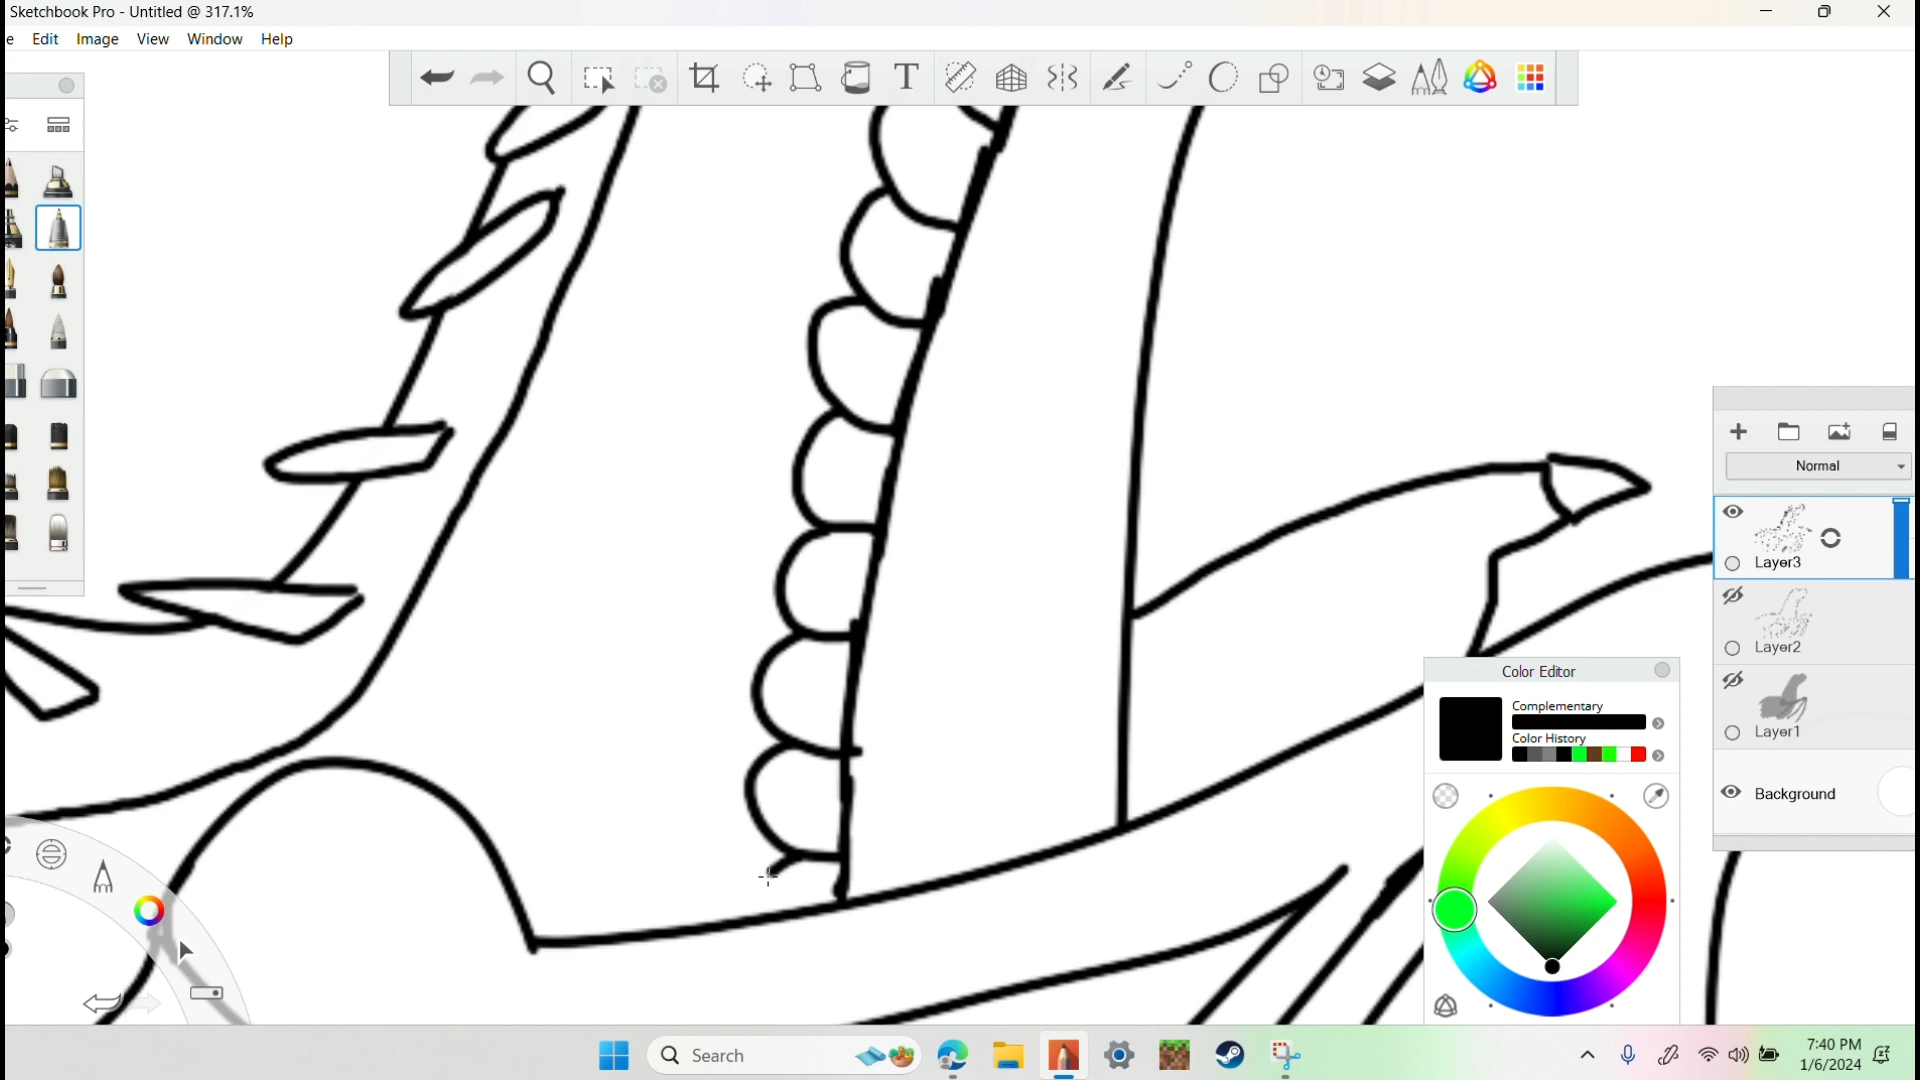 Sketchbook Pro - Untitled @ 317.1%
e Edit Image View Window Help
T
Normal
Layer3
Layer2
Layer1
Background
Color Editor
Complementary
Color History
Search
7:40 PM
1/6/2024